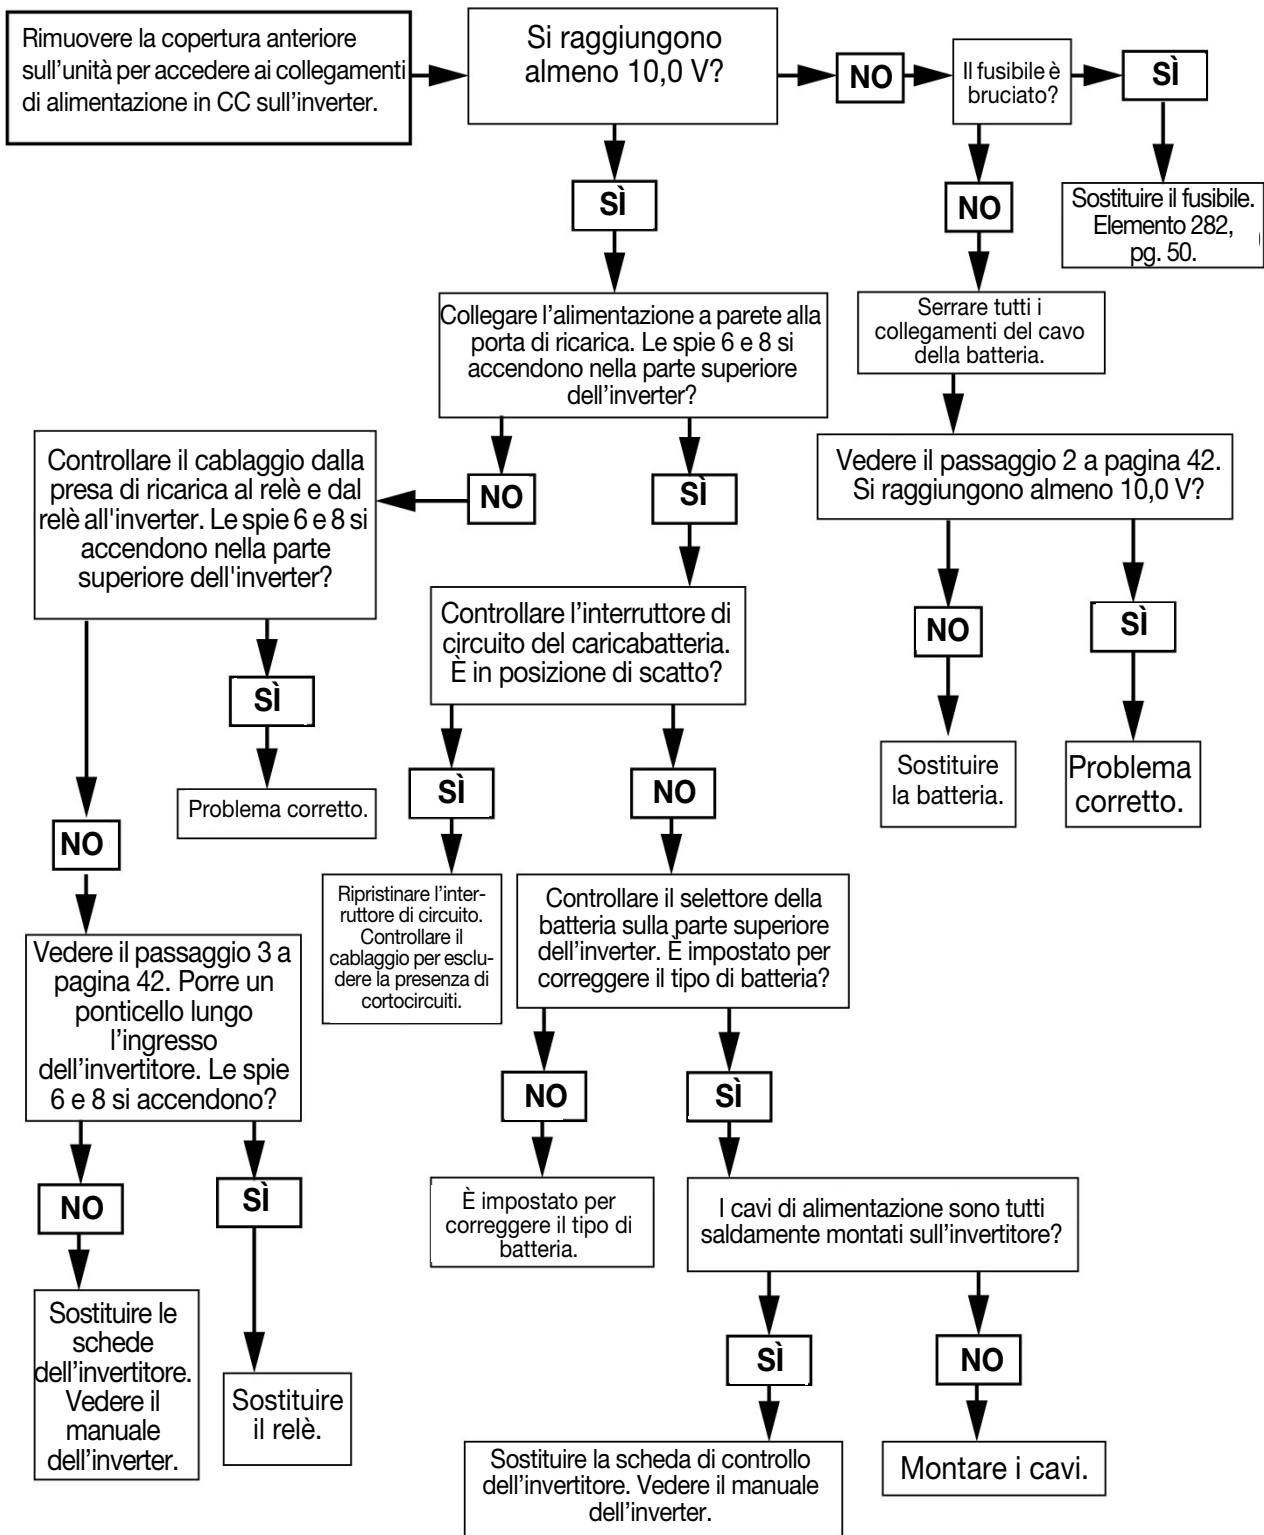 Rimuovere la copertura anteriore
sull'unità per accedere ai collegamenti
di alimentazione in CC sull'inverter.
Si raggiungono
almeno 10,0 V?
NO
Il fusibile è
bruciato?
SÌ
SÌ
NO
Sostituire il fusibile.
Elemento 282,
pg. 50.
Collegare l'alimentazione a parete alla
porta di ricarica. Le spie 6 e 8 si
accendono nella parte superiore
dell'inverter?
Serrare tutti i
collegamenti del cavo
della batteria.
Controllare il cablaggio dalla
presa di ricarica al relè e dal
relè all'inverter. Le spie 6 e 8 si
accendono nella parte
superiore dell'inverter?
NO
SÌ
Vedere il passaggio 2 a pagina 42.
Si raggiungono almeno 10,0 V?
Controllare l'interruttore di
circuito del caricabatteria.
È in posizione di scatto?
NO
SÌ
SÌ
Problema corretto.
NO
SÌ
NO
Sostituire
la batteria.
Problema
corretto.
Ripristinare l'inter-
ruttore di circuito.
Controllare il
cablaggio per esclu-
dere la presenza di
cortocircuiti.
Controllare il selettore della
batteria sulla parte superiore
dell'inverter. È impostato per
correggere il tipo di batteria?
Vedere il passaggio 3 a
pagina 42. Porre un
ponticello lungo
l'ingresso
dell'invertitore. Le spie
6 e 8 si accendono?
NO
SÌ
NO
SÌ
È impostato per
correggere il tipo di
batteria.
I cavi di alimentazione sono tutti
saldamente montati sull'invertitore?
Sostituire le
schede
dell'invertitore.
Vedere il
manuale
dell'inverter.
Sostituire
il relè.
SÌ
NO
Sostituire la scheda di controllo
dell'invertitore. Vedere il manuale
dell'inverter.
Montare i cavi.